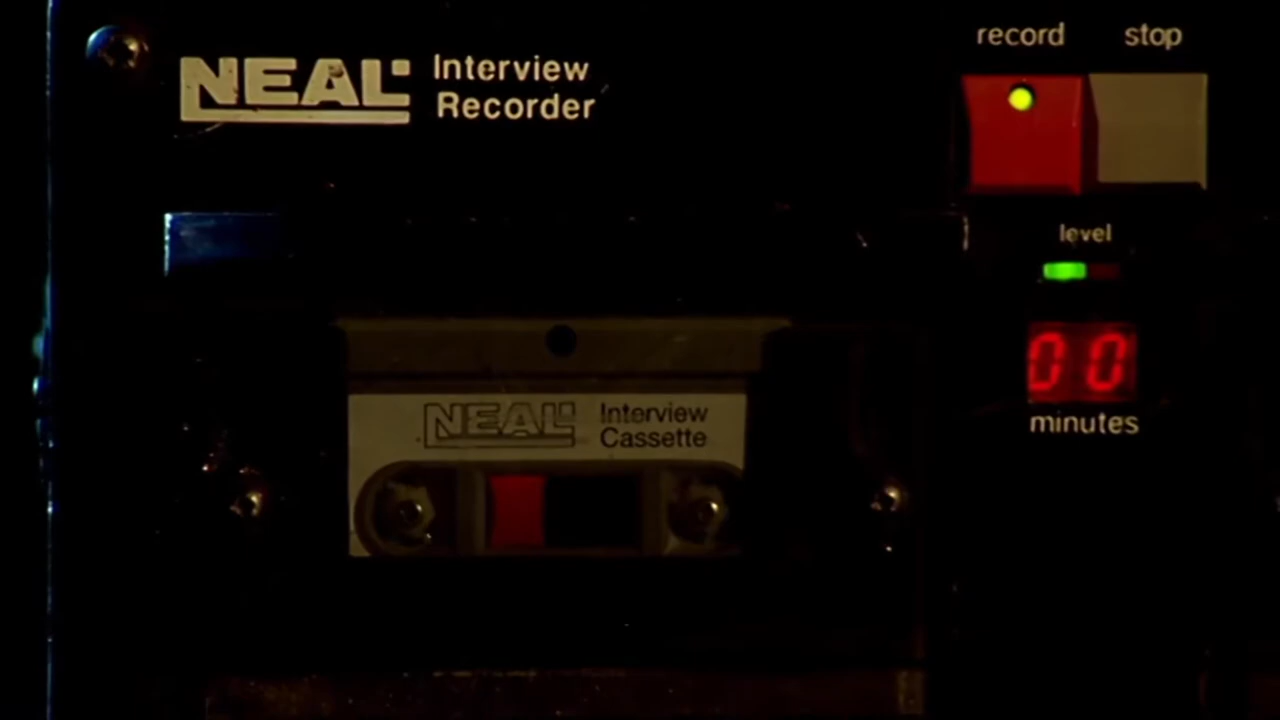 record stop
NEAL
Interview
Recorder
level
00
minutes
NEAL
Interview
Cassette